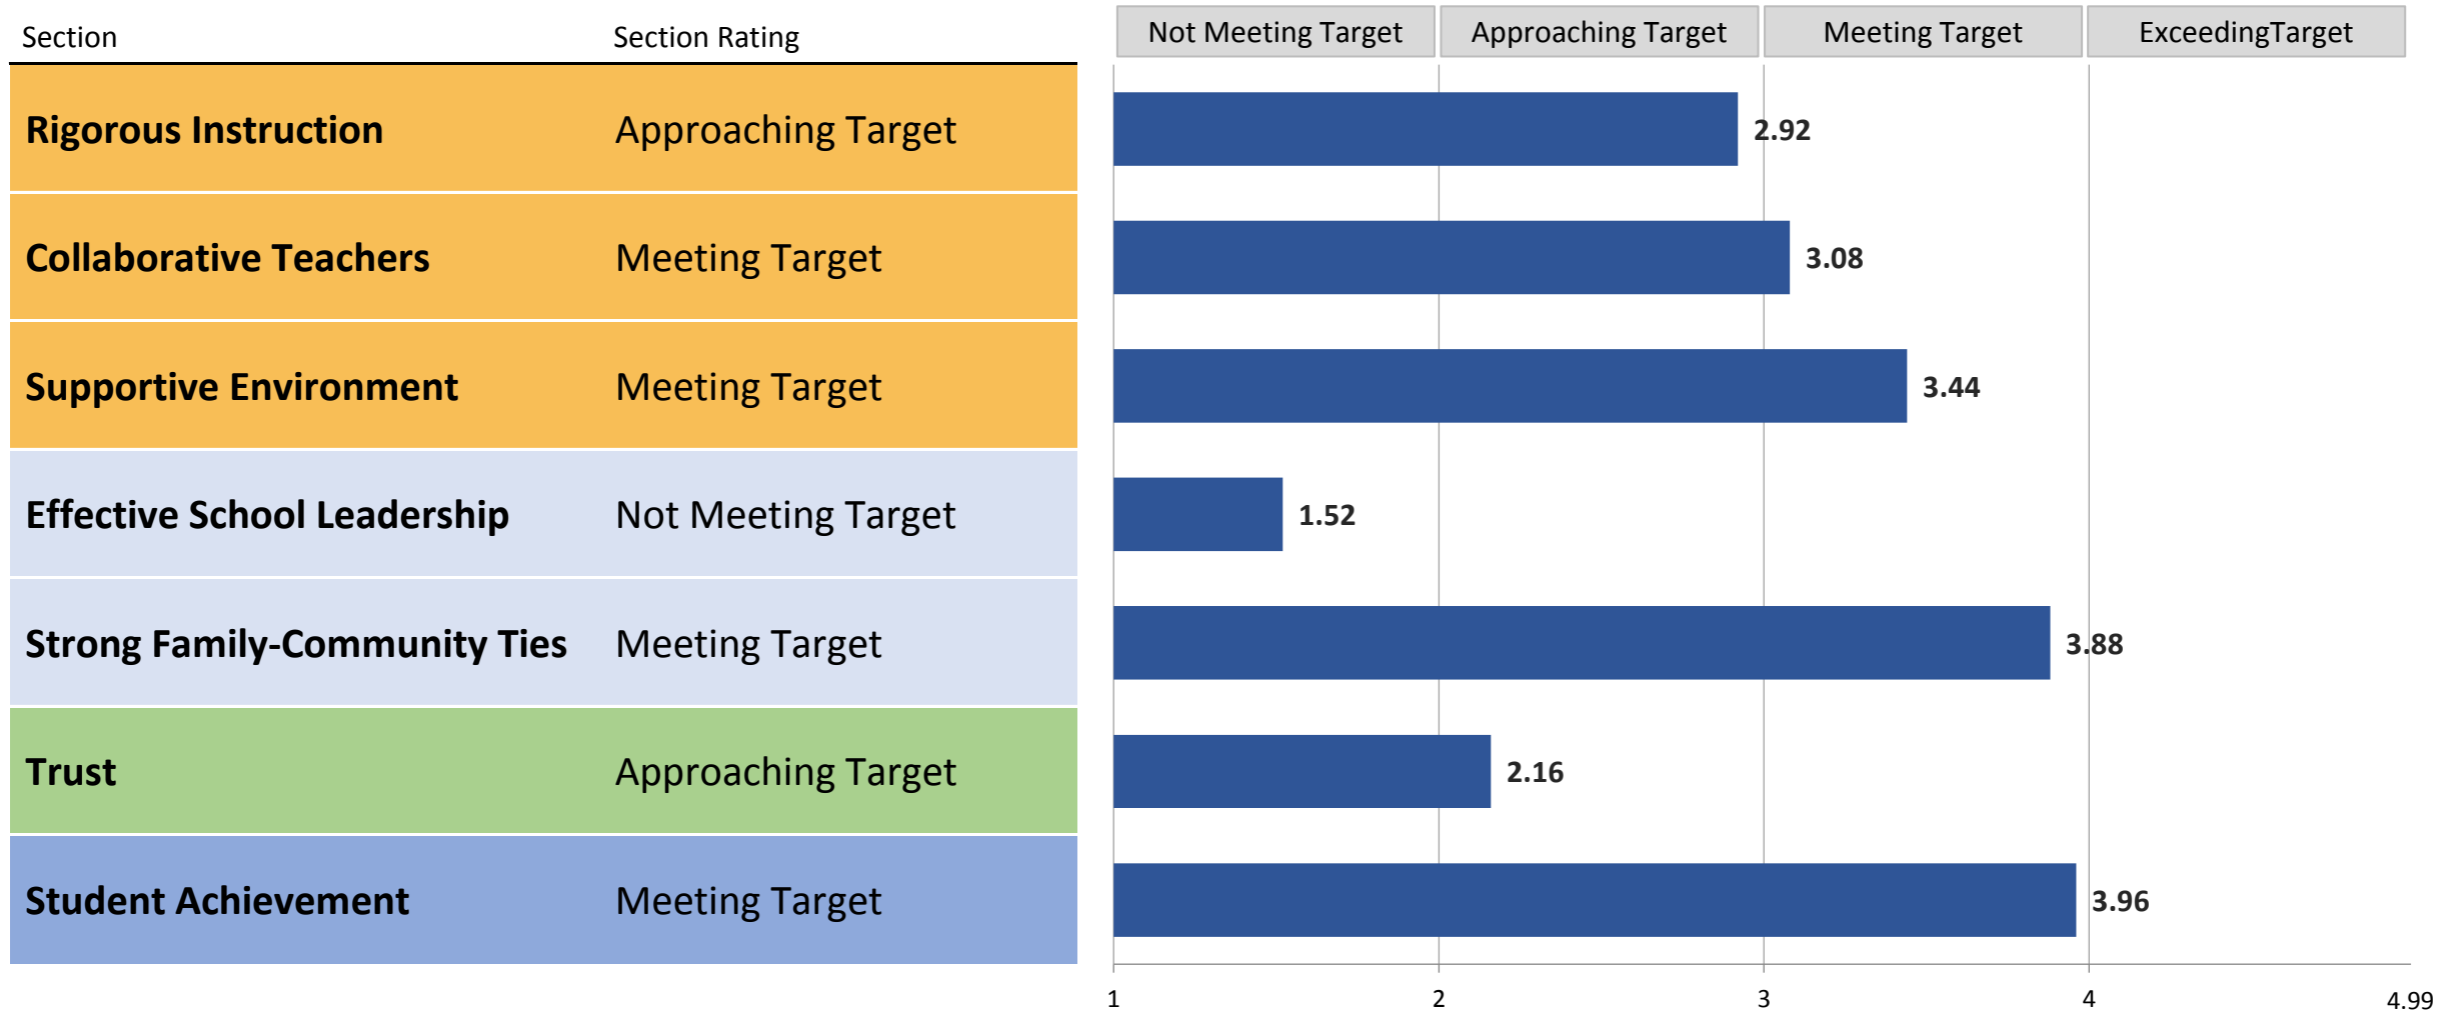 Section Section Rating Not Meeting Target Approaching Target Meeting Target ExceedingTarget
Rigorous Instruction Approaching Target 2.92
Collaborative Teachers Meeting Target 3.08
Supportive Environment Meeting Target 3.44
Effective School Leadership Not Meeting Target 1.52
Strong Family-Community Ties Meeting Target 3.88
Trust Approaching Target 2.16
Student Achievement Meeting Target 3.96
1 2 3 4 4.99